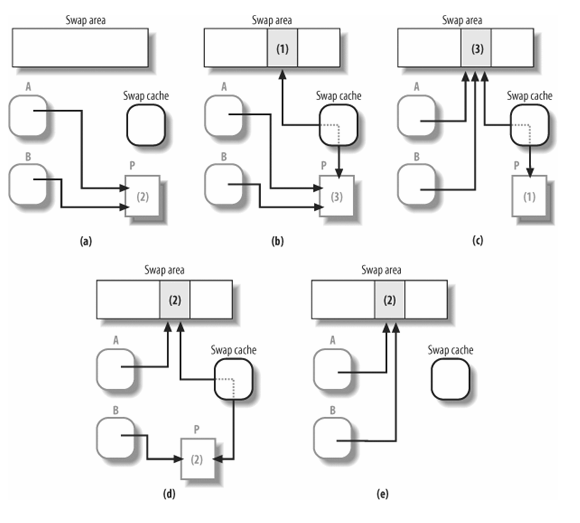 Swap area
A
Swap cache
B
P
(2)
(a)
Swap area
(1)
A
Swap cache
B
P
(3)
(b)
Swap area
(3)
A
Swap cache
B
P
(1)
(c)
Swap area
(2)
A
Swap cache
B
P
(2)
(d)
Swap area
(2)
A
Swap cache
B
(e)